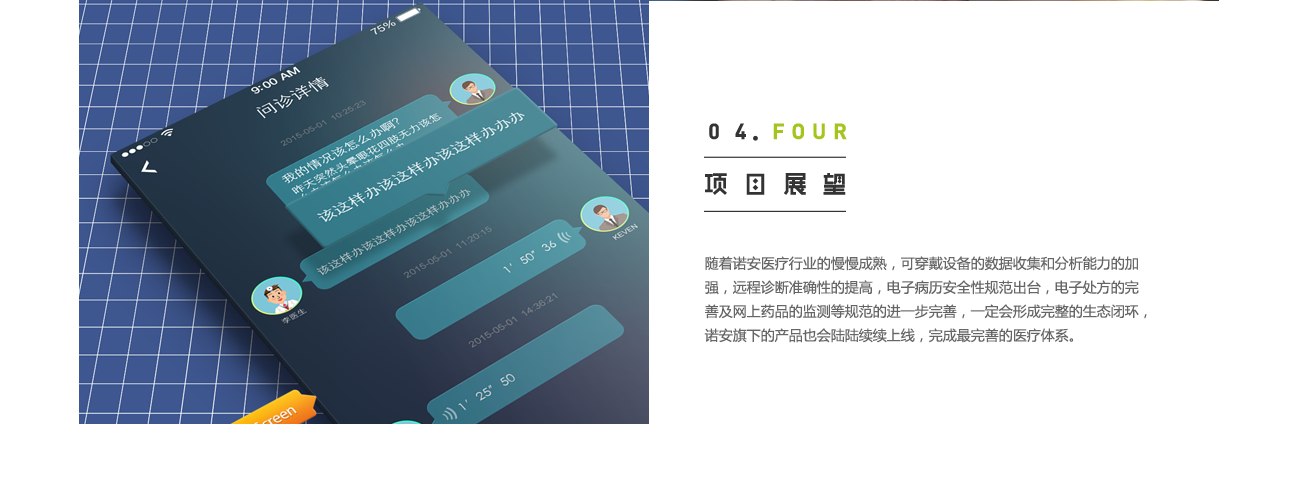 75%
9:00 AM
问诊详情
2015-05-01 10:25:23
我的情况该怎么办啊?
昨天突然头晕眼花四肢无力该怎
该这样办该这样办该这样办办办
该这样办该这样办该这样办办办
KEVEN
2015-05-01 11:20:15
1′ 50″ 36
李医生
2015-05-01 14:36:21
1′ 25″ 50
creen
04. FOUR
项目展望
随着诺安医疗行业的慢慢成熟，可穿戴设备的数据收集和分析能力的加
强，远程诊断准确性的提高，电子病历安全性规范出台，电子处方的完
善及网上药品的监测等规范的进一步完善，一定会形成完整的生态闭环，
诺安旗下的产品也会陆陆续续上线，完成最完善的医疗体系。